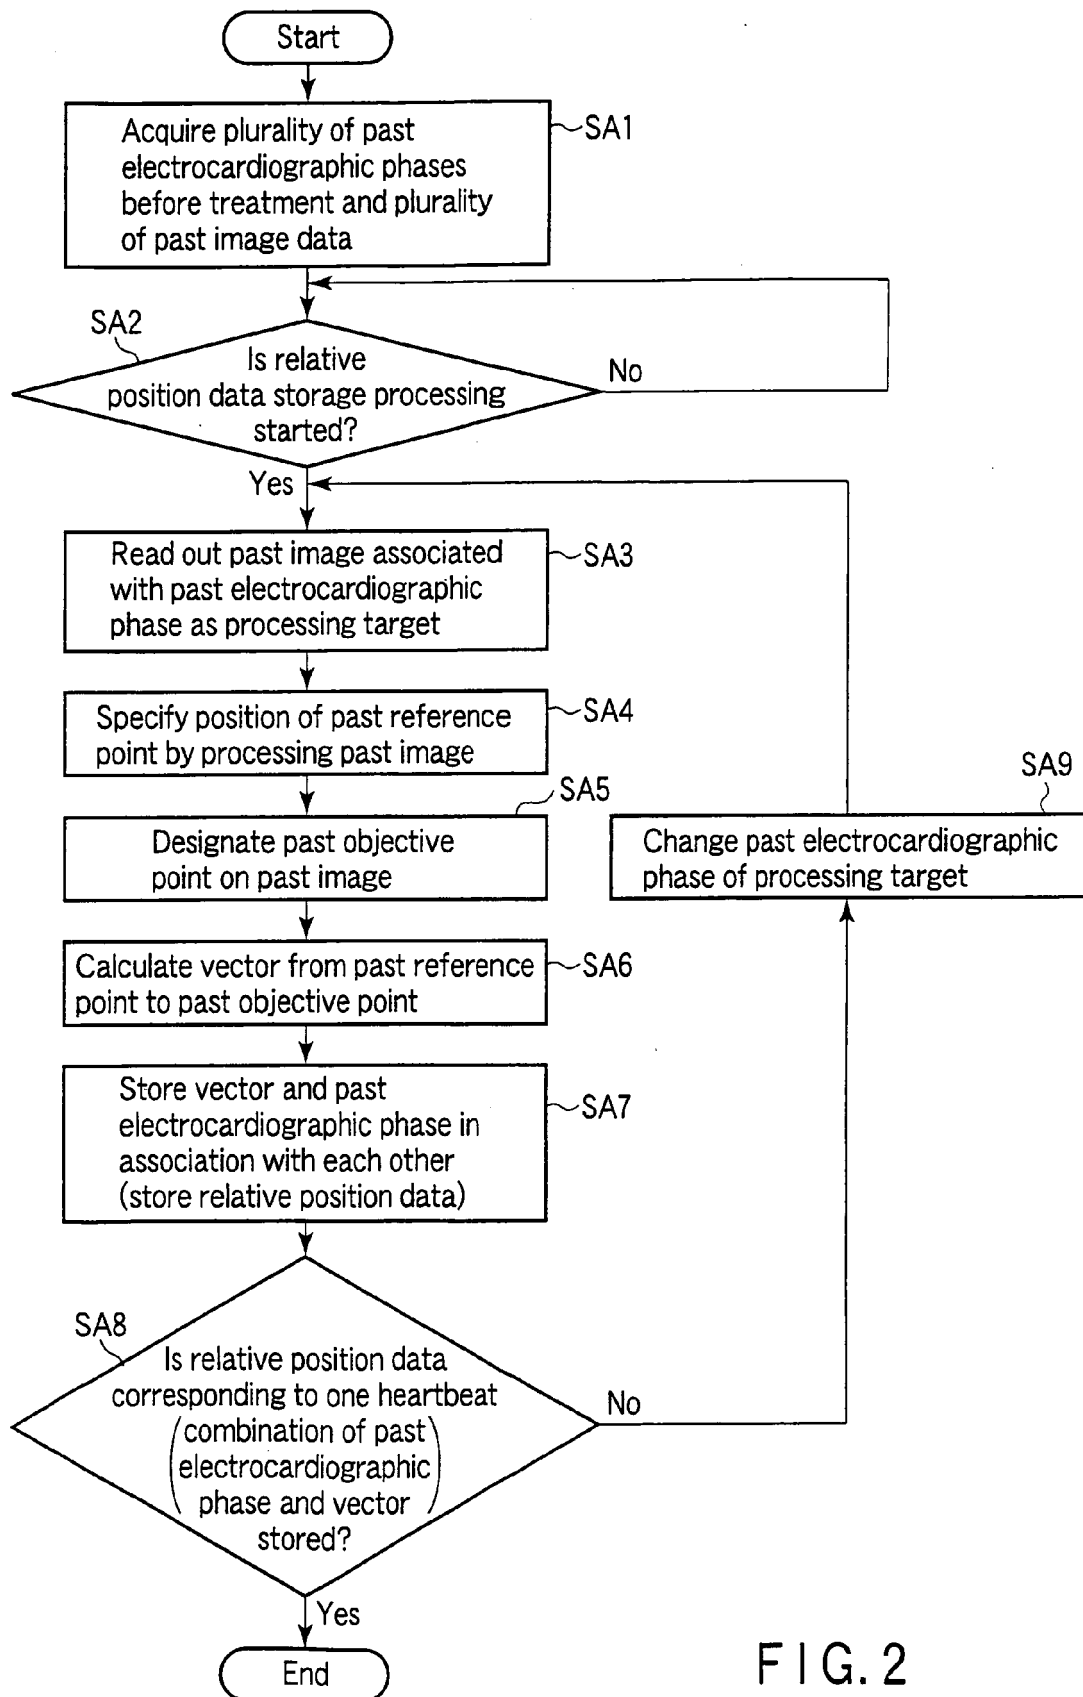 Start
Acquire plurality of past
electrocardiographic phases
before treatment and plurality
of past image data
SA1
SA2
Is relative
position data storage processing
started?
No
Yes
Read out past image associated
with past electrocardiographic
phase as processing target
SA3
Specify position of past reference
point by processing past image
SA4
SA5
Designate past objective
point on past image
SA9
Change past electrocardiographic
phase of processing target
Calculate vector from past reference
point to past objective point
SA6
Store vector and past
electrocardiographic phase in
association with each other
(store relative position data)
SA7
SA8
Is relative position data
corresponding to one heartbeat
(combination of past
electrocardiographic
phase and vector)
stored?
No
Yes
End
FIG. 2